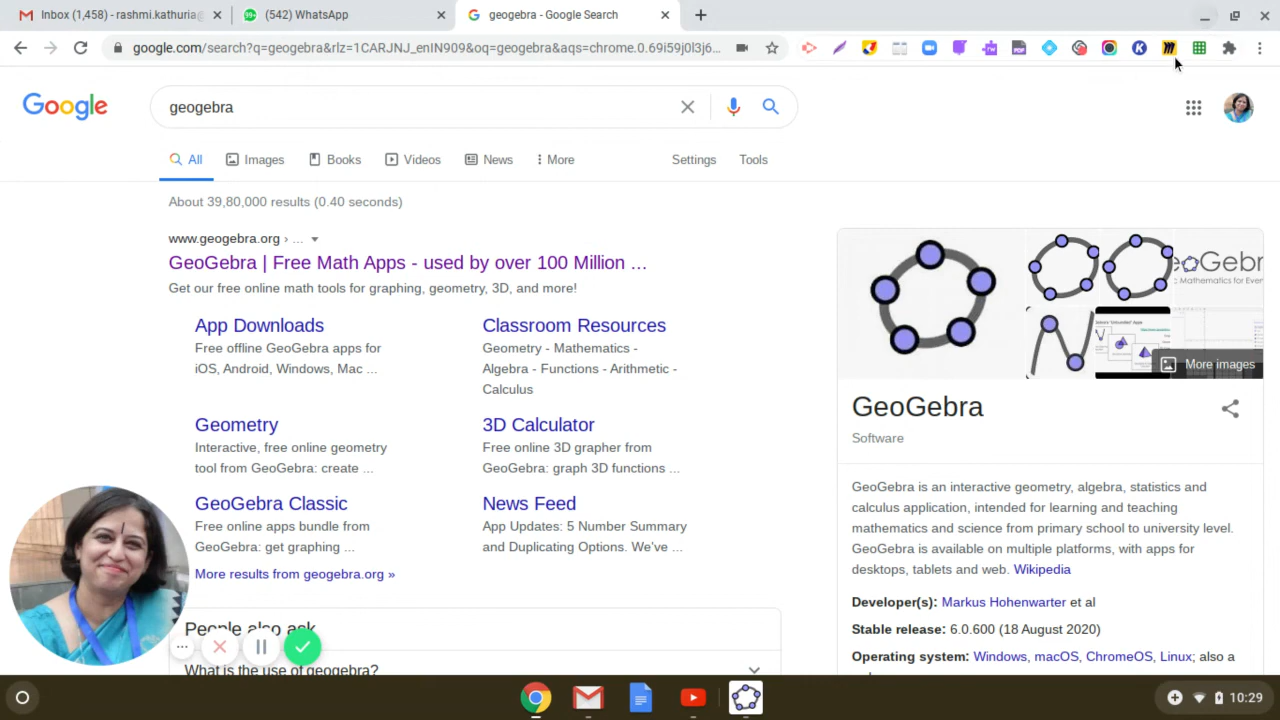 Inbox (1,458) - rashmi.kathuria@
(542) WhatsApp
geogebra - Google Search
google.com/search?q=geogebra&rlz=1CARJNJ_enIN909&oq=geogebra&aqs=chrome.0.69i59j0l3j6...
Google
geogebra
All
Images
Books
Videos
News
More
Settings
Tools
About 39,80,000 results (0.40 seconds)
www.geogebra.org › ...
GeoGebra | Free Math Apps - used by over 100 Million ...
Get our free online math tools for graphing, geometry, 3D, and more!
App Downloads
Free offline GeoGebra apps for
iOS, Android, Windows, Mac ...
Classroom Resources
Geometry - Mathematics -
Algebra - Functions - Arithmetic -
Calculus
Geometry
Interactive, free online geometry
tool from GeoGebra: create ...
3D Calculator
Free online 3D grapher from
GeoGebra: graph 3D functions ...
GeoGebra Classic
Free online apps bundle from
GeoGebra: get graphing ...
News Feed
App Updates: 5 Number Summary
and Duplicating Options. We've ...
More results from geogebra.org »
People also ask
What is the use of geogebra?
More images
GeoGebra
Software
GeoGebra is an interactive geometry, algebra, statistics and
calculus application, intended for learning and teaching
mathematics and science from primary school to university level.
GeoGebra is available on multiple platforms, with apps for
desktops, tablets and web. Wikipedia
Developer(s): Markus Hohenwarter et al
Stable release: 6.0.600 (18 August 2020)
Operating system: Windows, macOS, ChromeOS, Linux; also a
10:29